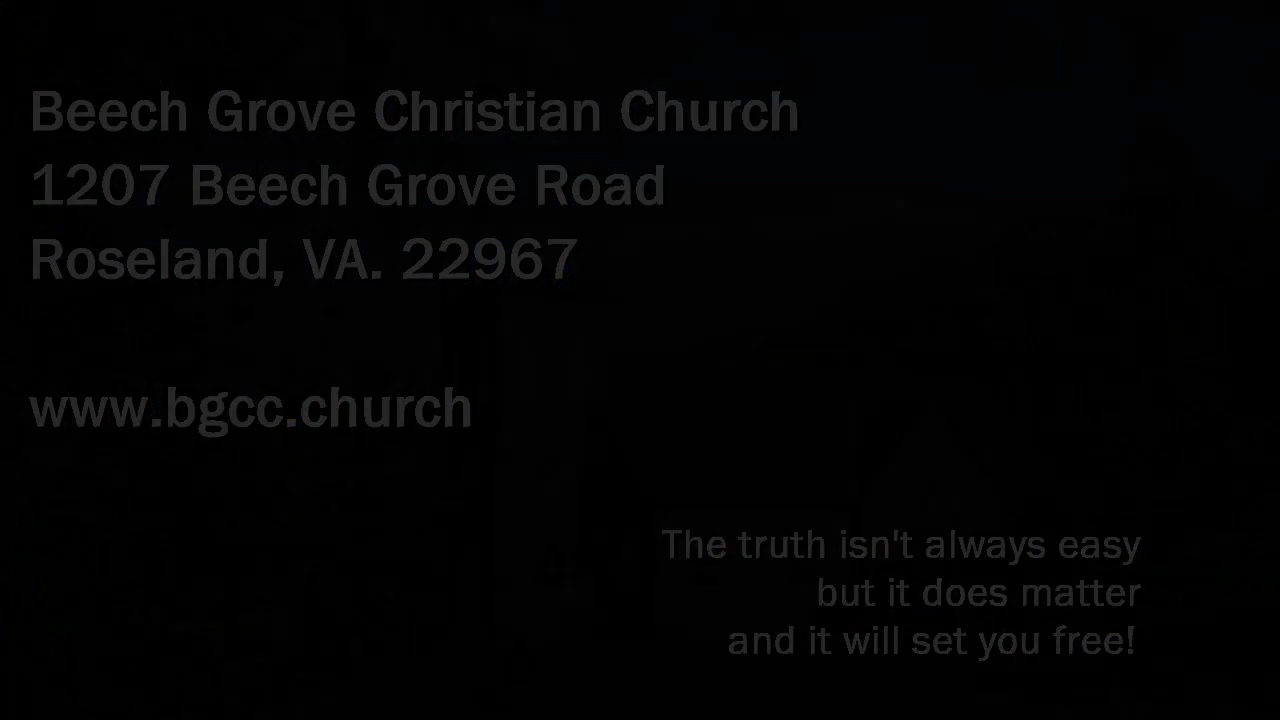 Beech Grove Christian Church
1207 Beech Grove Road
Roseland, VA. 22967
www.bgcc.church
The truth isn't always easy
but it does matter
and it will set you free!